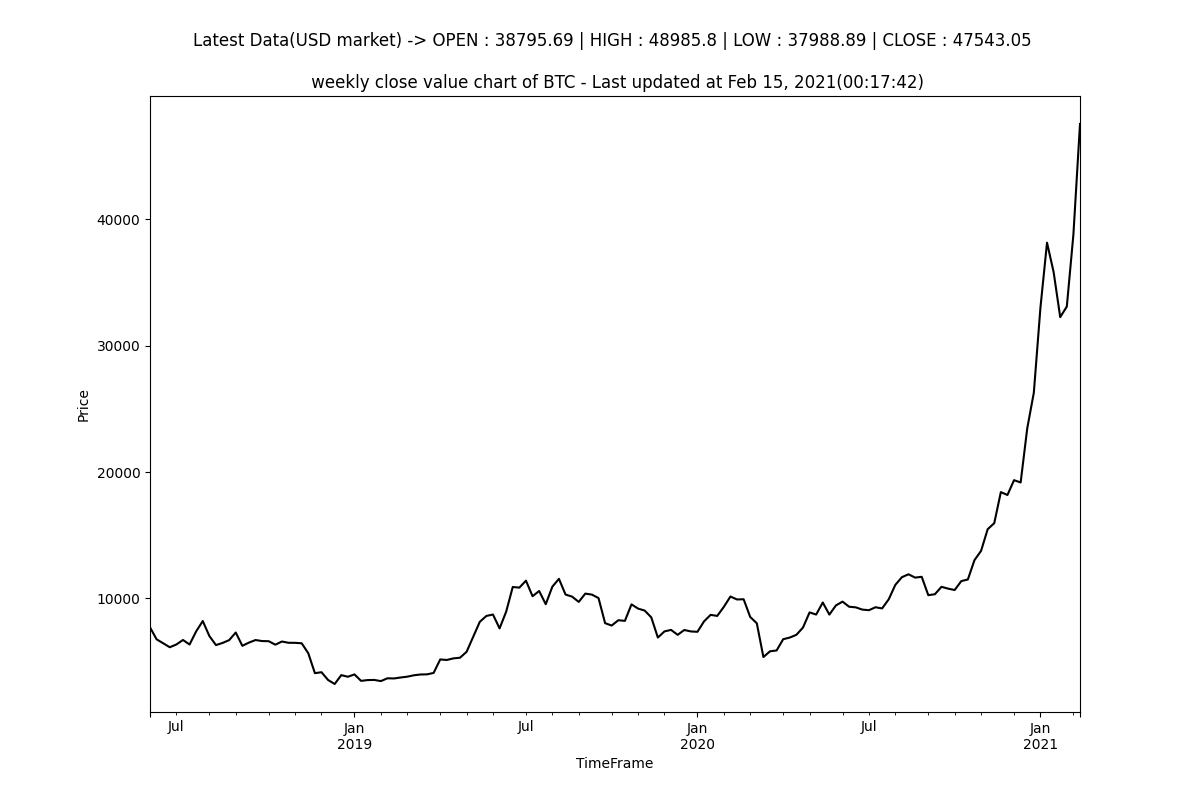 Latest Data(USD market) -> OPEN : 38795.69 | HIGH : 48985.8 | LOW : 37988.89 | CLOSE : 47543.05
weekly close value chart of BTC - Last updated at Feb 15, 2021(00:17:42)
40000
30000
20000
10000
Price
Jul
Jan
2019
Jul
Jan
2020
Jul
Jan
2021
TimeFrame